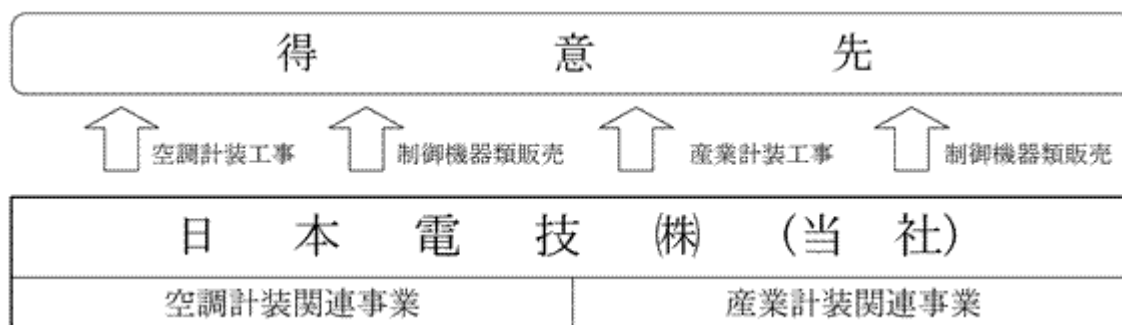 得意先
空調計装工事 制御機器類販売 産業計装工事 制御機器類販売
日本電技㈱（当社）
空調計装関連事業 産業計装関連事業